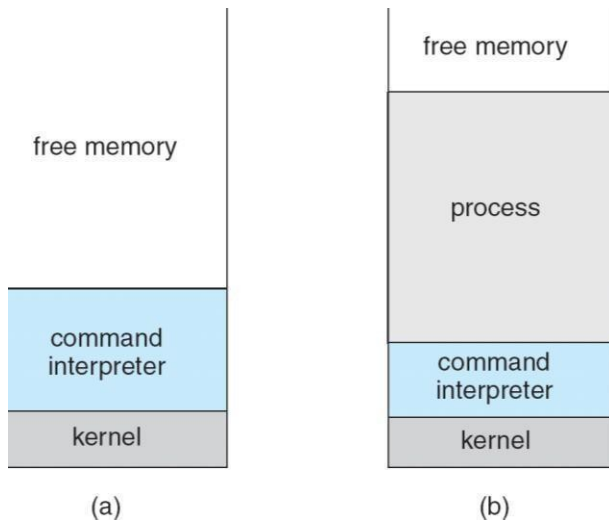 free memory
command
interpreter
kernel
(a)
free memory
process
command
interpreter
kernel
(b)